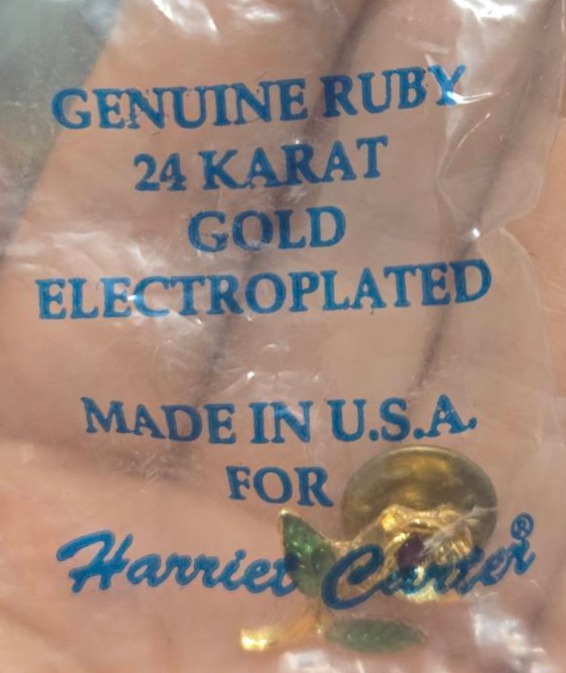 GENUINE RUBY
24 KARAT
GOLD
ELECTROPLATED
MADE IN U.S.A.
FOR
Harriet Carter®